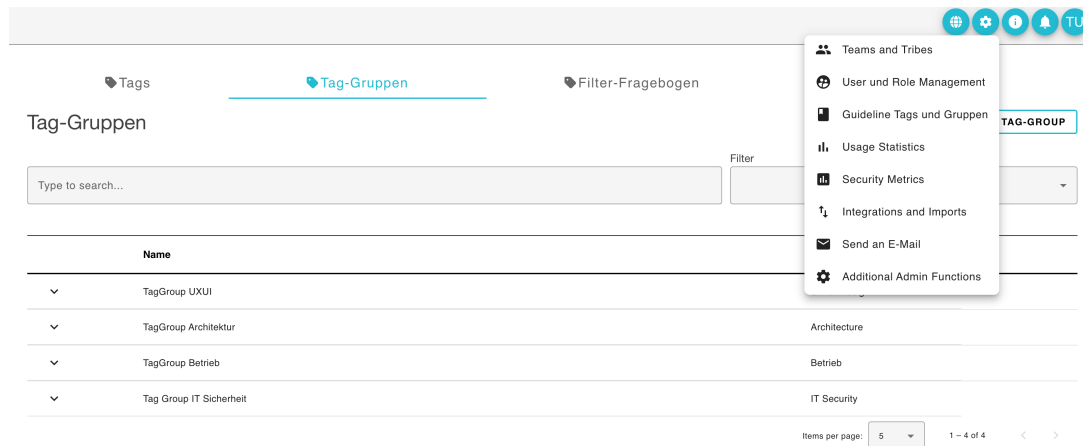 TU
Teams and Tribes
User und Role Management
Guideline Tags und Gruppen
Usage Statistics
Security Metrics
Integrations and Imports
Send an E-Mail
Additional Admin Functions
Tags
Tag-Gruppen
Filter-Fragebogen
Tag-Gruppen
TAG-GROUP
Filter
Type to search...
Name
TagGroup UXUI
TagGroup Architektur
Architecture
TagGroup Betrieb
Betrieb
Tag Group IT Sicherheit
IT Security
Items per page:
5
1 – 4 of 4